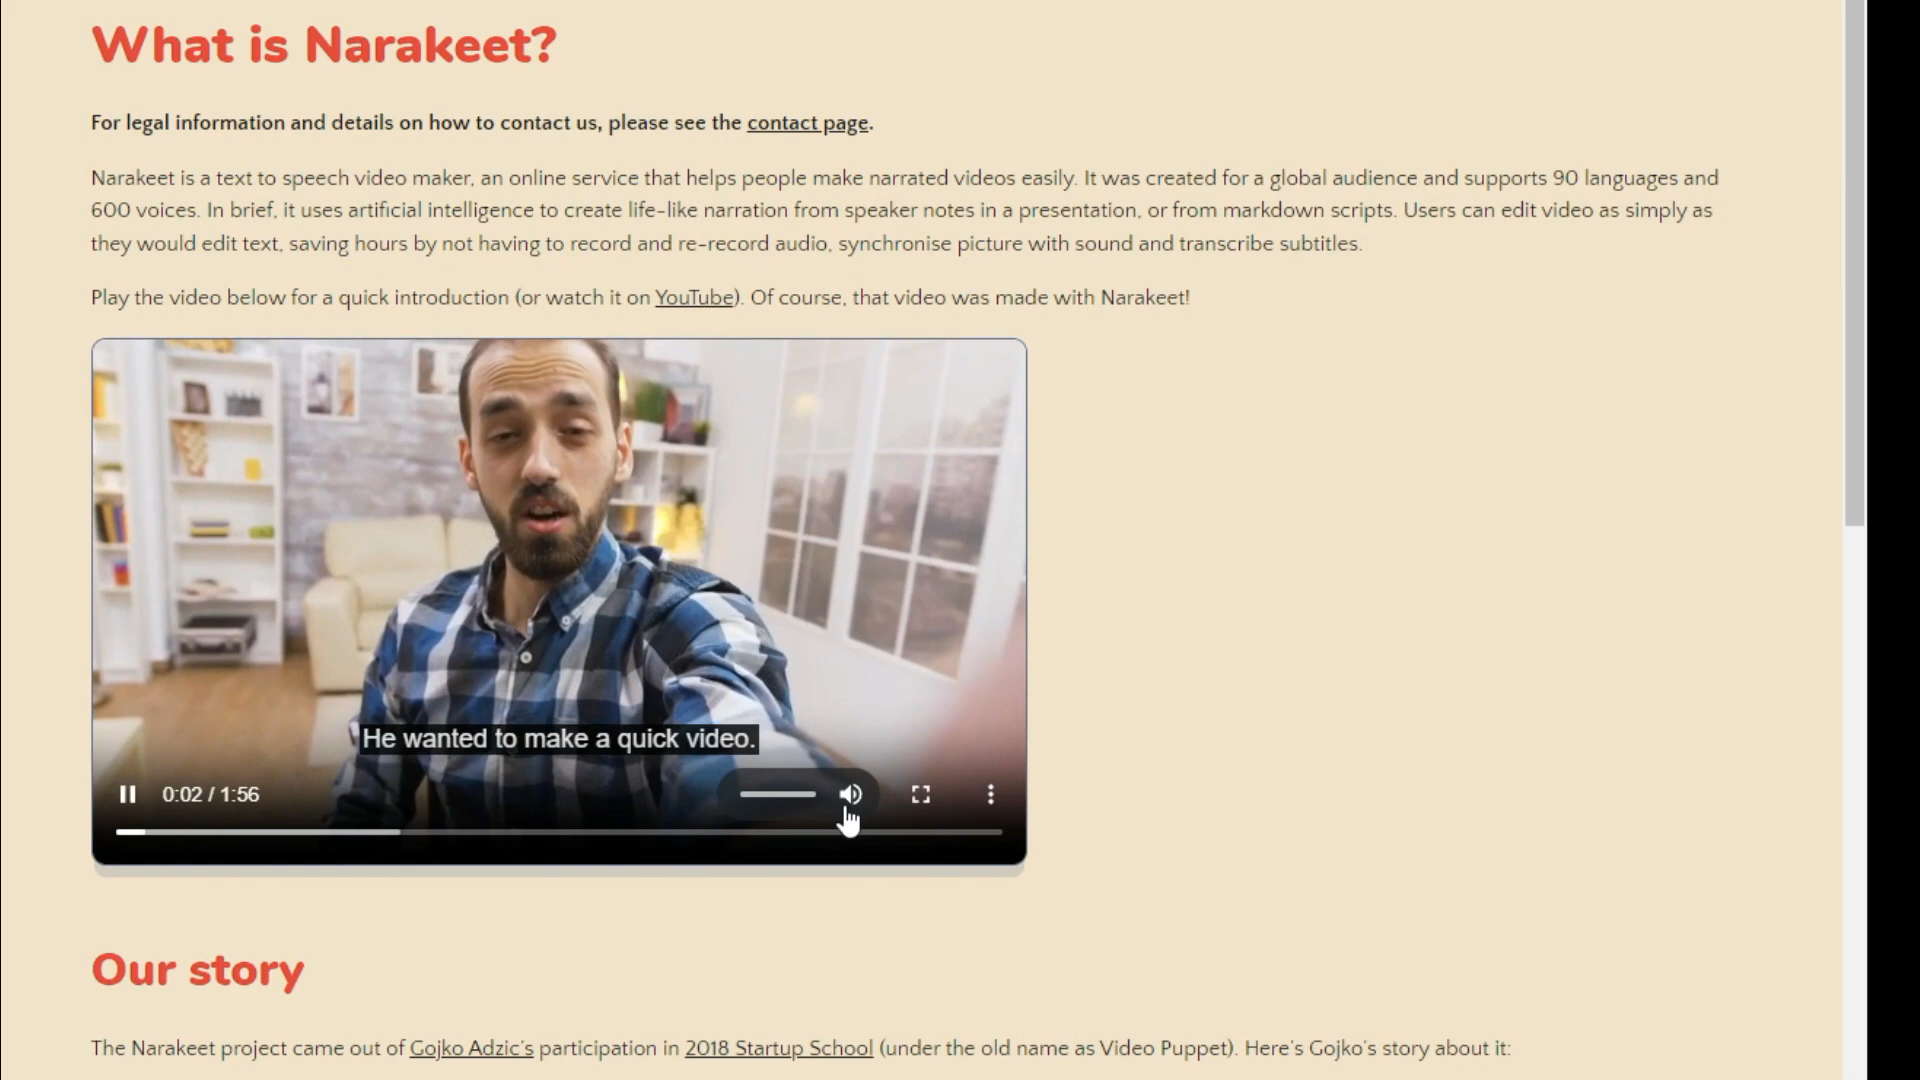 What is Narakeet?
For legal information and details on how to contact us, please see the contact page.
Narakeet is a text to speech video maker, an online service that helps people make narrated videos easily. It was created for a global audience and supports 90 languages and
600 voices. In brief, it uses artificial intelligence to create life-like narration from speaker notes in a presentation, or from markdown scripts. Users can edit video as simply as
they would edit text, saving hours by not having to record and re-record audio, synchronise picture with sound and transcribe subtitles.
Play the video below for a quick introduction (or watch it on YouTube). Of course, that video was made with Narakeet!
He wanted to make a quick video.
0:02 / 1:56
Our story
The Narakeet project came out of Gojko Adzic's participation in 2018 Startup School (under the old name as Video Puppet). Here's Gojko's story about it: